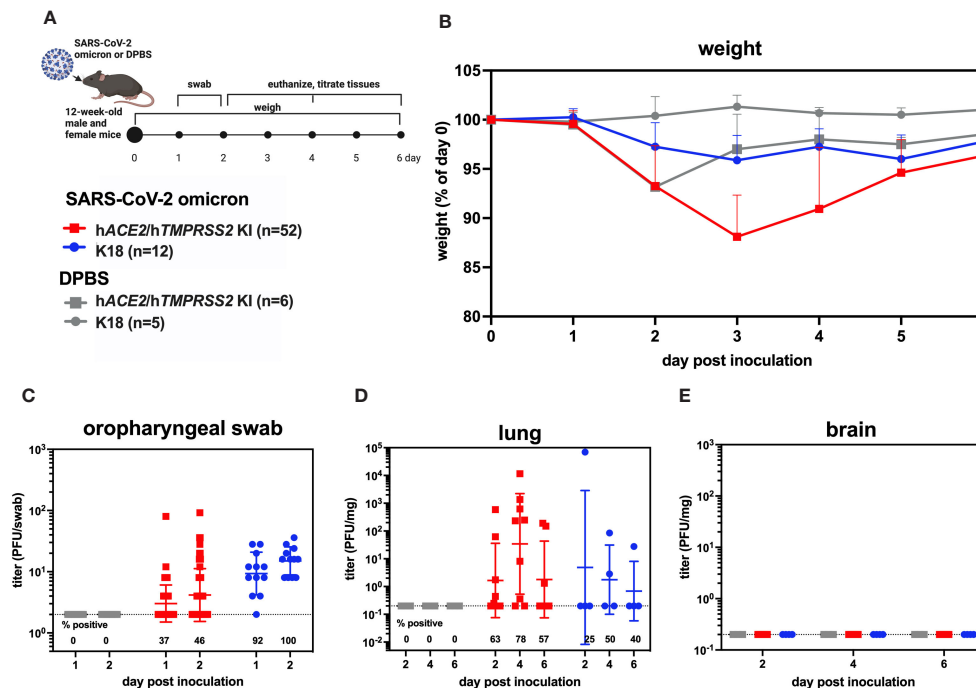 A
SARS-CoV-2
omicron or DPBS
swab
euthanize, titrate tissues
weigh
12-week-old
male and
female mice
0 1 2 3 4 5 6 day
SARS-CoV-2 omicron
hACE2/hTMPRSS2 KI (n=52)
K18 (n=12)
DPBS
hACE2/hTMPRSS2 KI (n=6)
K18 (n=5)
B
weight
weight (% of day 0)
105
100
95
90
85
80
0 1 2 3 4 5
day post inoculation
C
oropharyngeal swab
titer (PFU/swab)
10³
10²
10¹
10⁰
% positive
0 0 37 46 92 100
1 2 1 2 1 2
day post inoculation
D
lung
titer (PFU/mg)
10⁵
10⁴
10³
10²
10¹
10⁰
10⁻¹
10⁻²
% positive
0 0 0 63 78 57 25 50 40
2 4 6 2 4 6 2 4 6
day post inoculation
E
brain
titer (PFU/mg)
10³
10²
10¹
10⁰
10⁻¹
2 4 6
day post inoculation